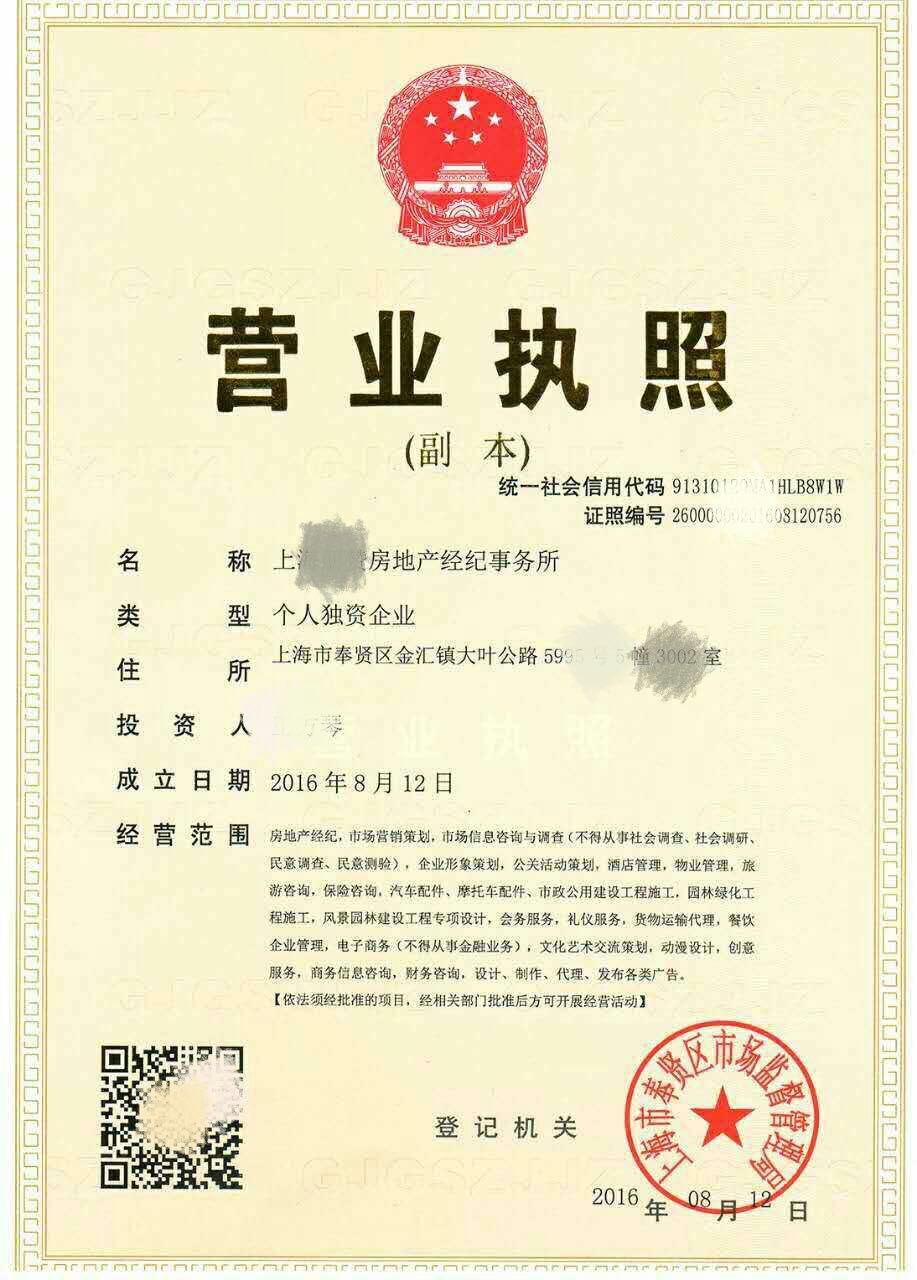 营业执照
(副 本)
统一社会信用代码 91310120MA1HLB8W1W
证照编号 26000000201608120756
名 称 上海 房地产经纪事务所
类 型 个人独资企业
住 所 上海市奉贤区金汇镇大叶公路 5995 号 5 幢 3002 室
投 资 人 琴
成立日期 2016 年 8 月 12 日
经营范围 房地产经纪,市场营销策划,市场信息咨询与调查(不得从事社会调查、社会调研、
民意调查、民意测验),企业形象策划,公关活动策划,酒店管理,物业管理,旅
游咨询,保险咨询,汽车配件、摩托车配件、市政公用建设工程施工,园林绿化工
程施工,风景园林建设工程专项设计,会务服务,礼仪服务,货物运输代理,餐饮
企业管理,电子商务(不得从事金融业务),文化艺术交流策划,动漫设计,创意
服务,商务信息咨询,财务咨询,设计、制作、代理、发布各类广告。
【依法须经批准的项目,经相关部门批准后方可开展经营活动】
登记机关
上海市奉贤区市场监督管理局
2016 年 08 月 12 日